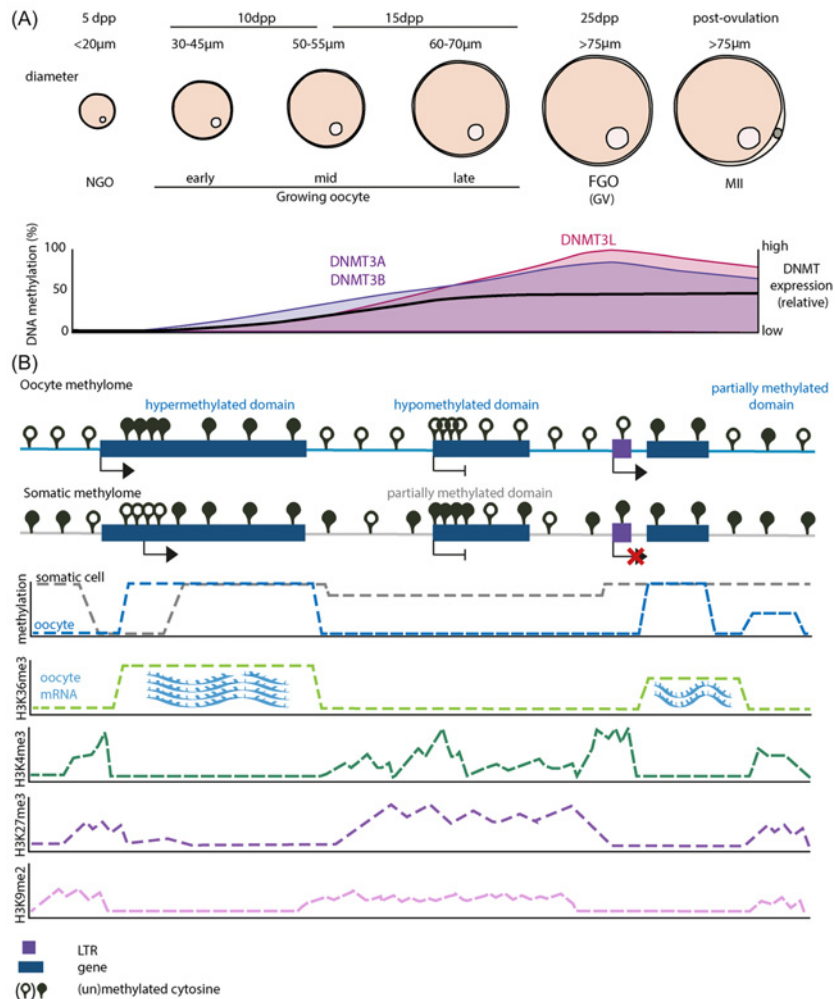 (A)
5 dpp 10dpp 15dpp 25dpp post-ovulation
<20µm 30-45µm 50-55µm 60-70µm >75µm >75µm
diameter
NGO early mid late FGO MII
(GV)
Growing oocyte
DNA methylation (%)
100
50
0
DNMT3A
DNMT3B
DNMT3L
high
DNMT
expression
(relative)
low
(B)
Oocyte methylome
hypermethylated domain hypomethylated domain partially methylated
domain
Somatic methylome partially methylated domain
methylation
somatic cell
oocyte
H3K36me3
oocyte
mRNA
H3K4me3
H3K27me3
H3K9me2
LTR
gene
( ) (un)methylated cytosine